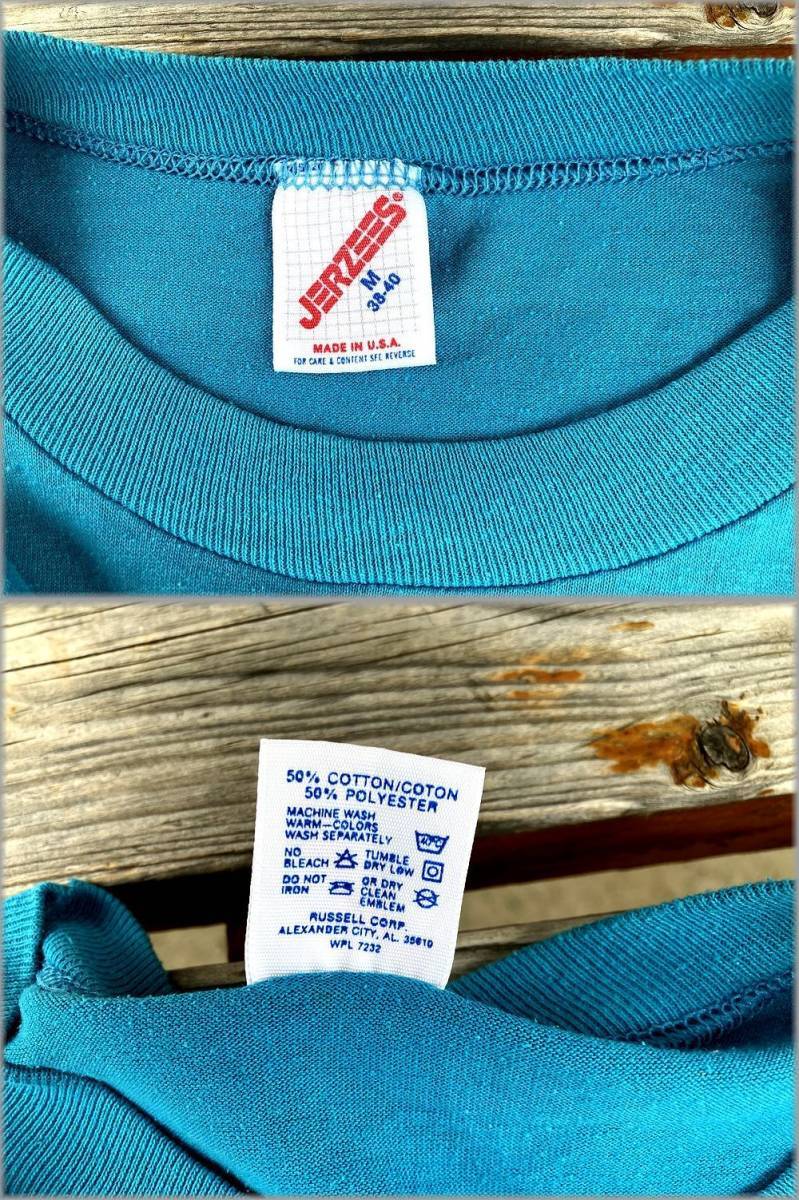 JERZEES®
M
38-40
MADE IN U.S.A.
FOR CARE & CONTENT SEE REVERSE
50% COTTON/COTON
50% POLYESTER
MACHINE WASH
WARM—COLORS
WASH SEPARATELY
40°C
NO
BLEACH
TUMBLE
DRY LOW
DO NOT
IRON
OR DRY
CLEAN
EMBLEM
RUSSELL CORP.
ALEXANDER CITY, AL. 35010
WPL 7232